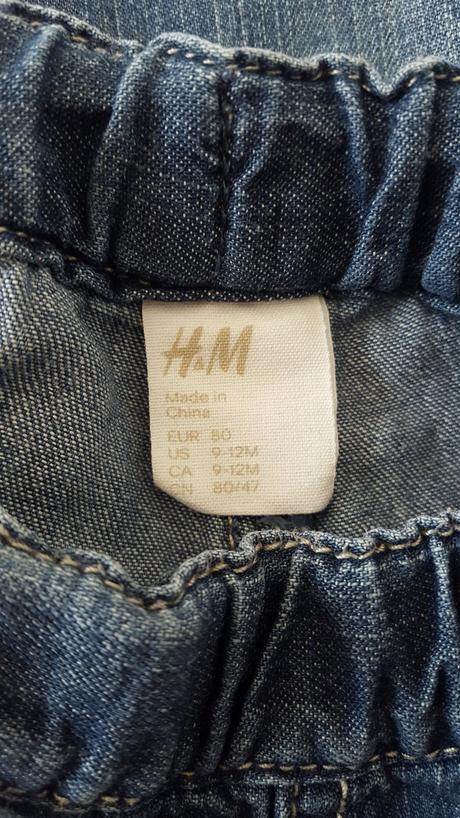 H&M
Made in
China
EUR 80
US 9-12M
CA 9-12M
CN 80/47